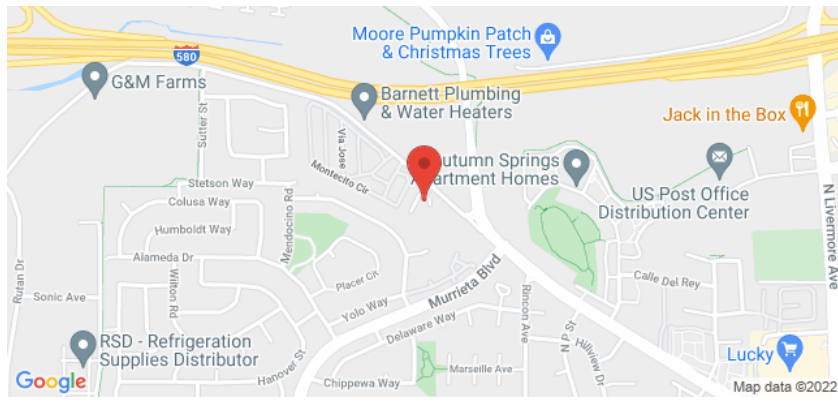 Moore Pumpkin Patch
& Christmas Trees
580
G&M Farms
Barnett Plumbing
& Water Heaters
Jack in the Box
Sutter St
Via Jose
Montecito Cir
utumn Springs
partment Homes
US Post Office
Distribution Center
N Livermore Ave
Stetson Way
Colusa Way
Mendocino Rd
Humboldt Way
Alameda Dr
Rutan Dr
Wilton Rd
Placer Cir
Murrieta Blvd
Calle Del Rey
Sonic Ave
Yolo Way
Rincon Ave
Delaware Way
N P St
Hillview Dr
RSD - Refrigeration
Supplies Distributor
Hanover St
Marseille Ave
Chippewa Way
Lucky
Google
Map data ©2022